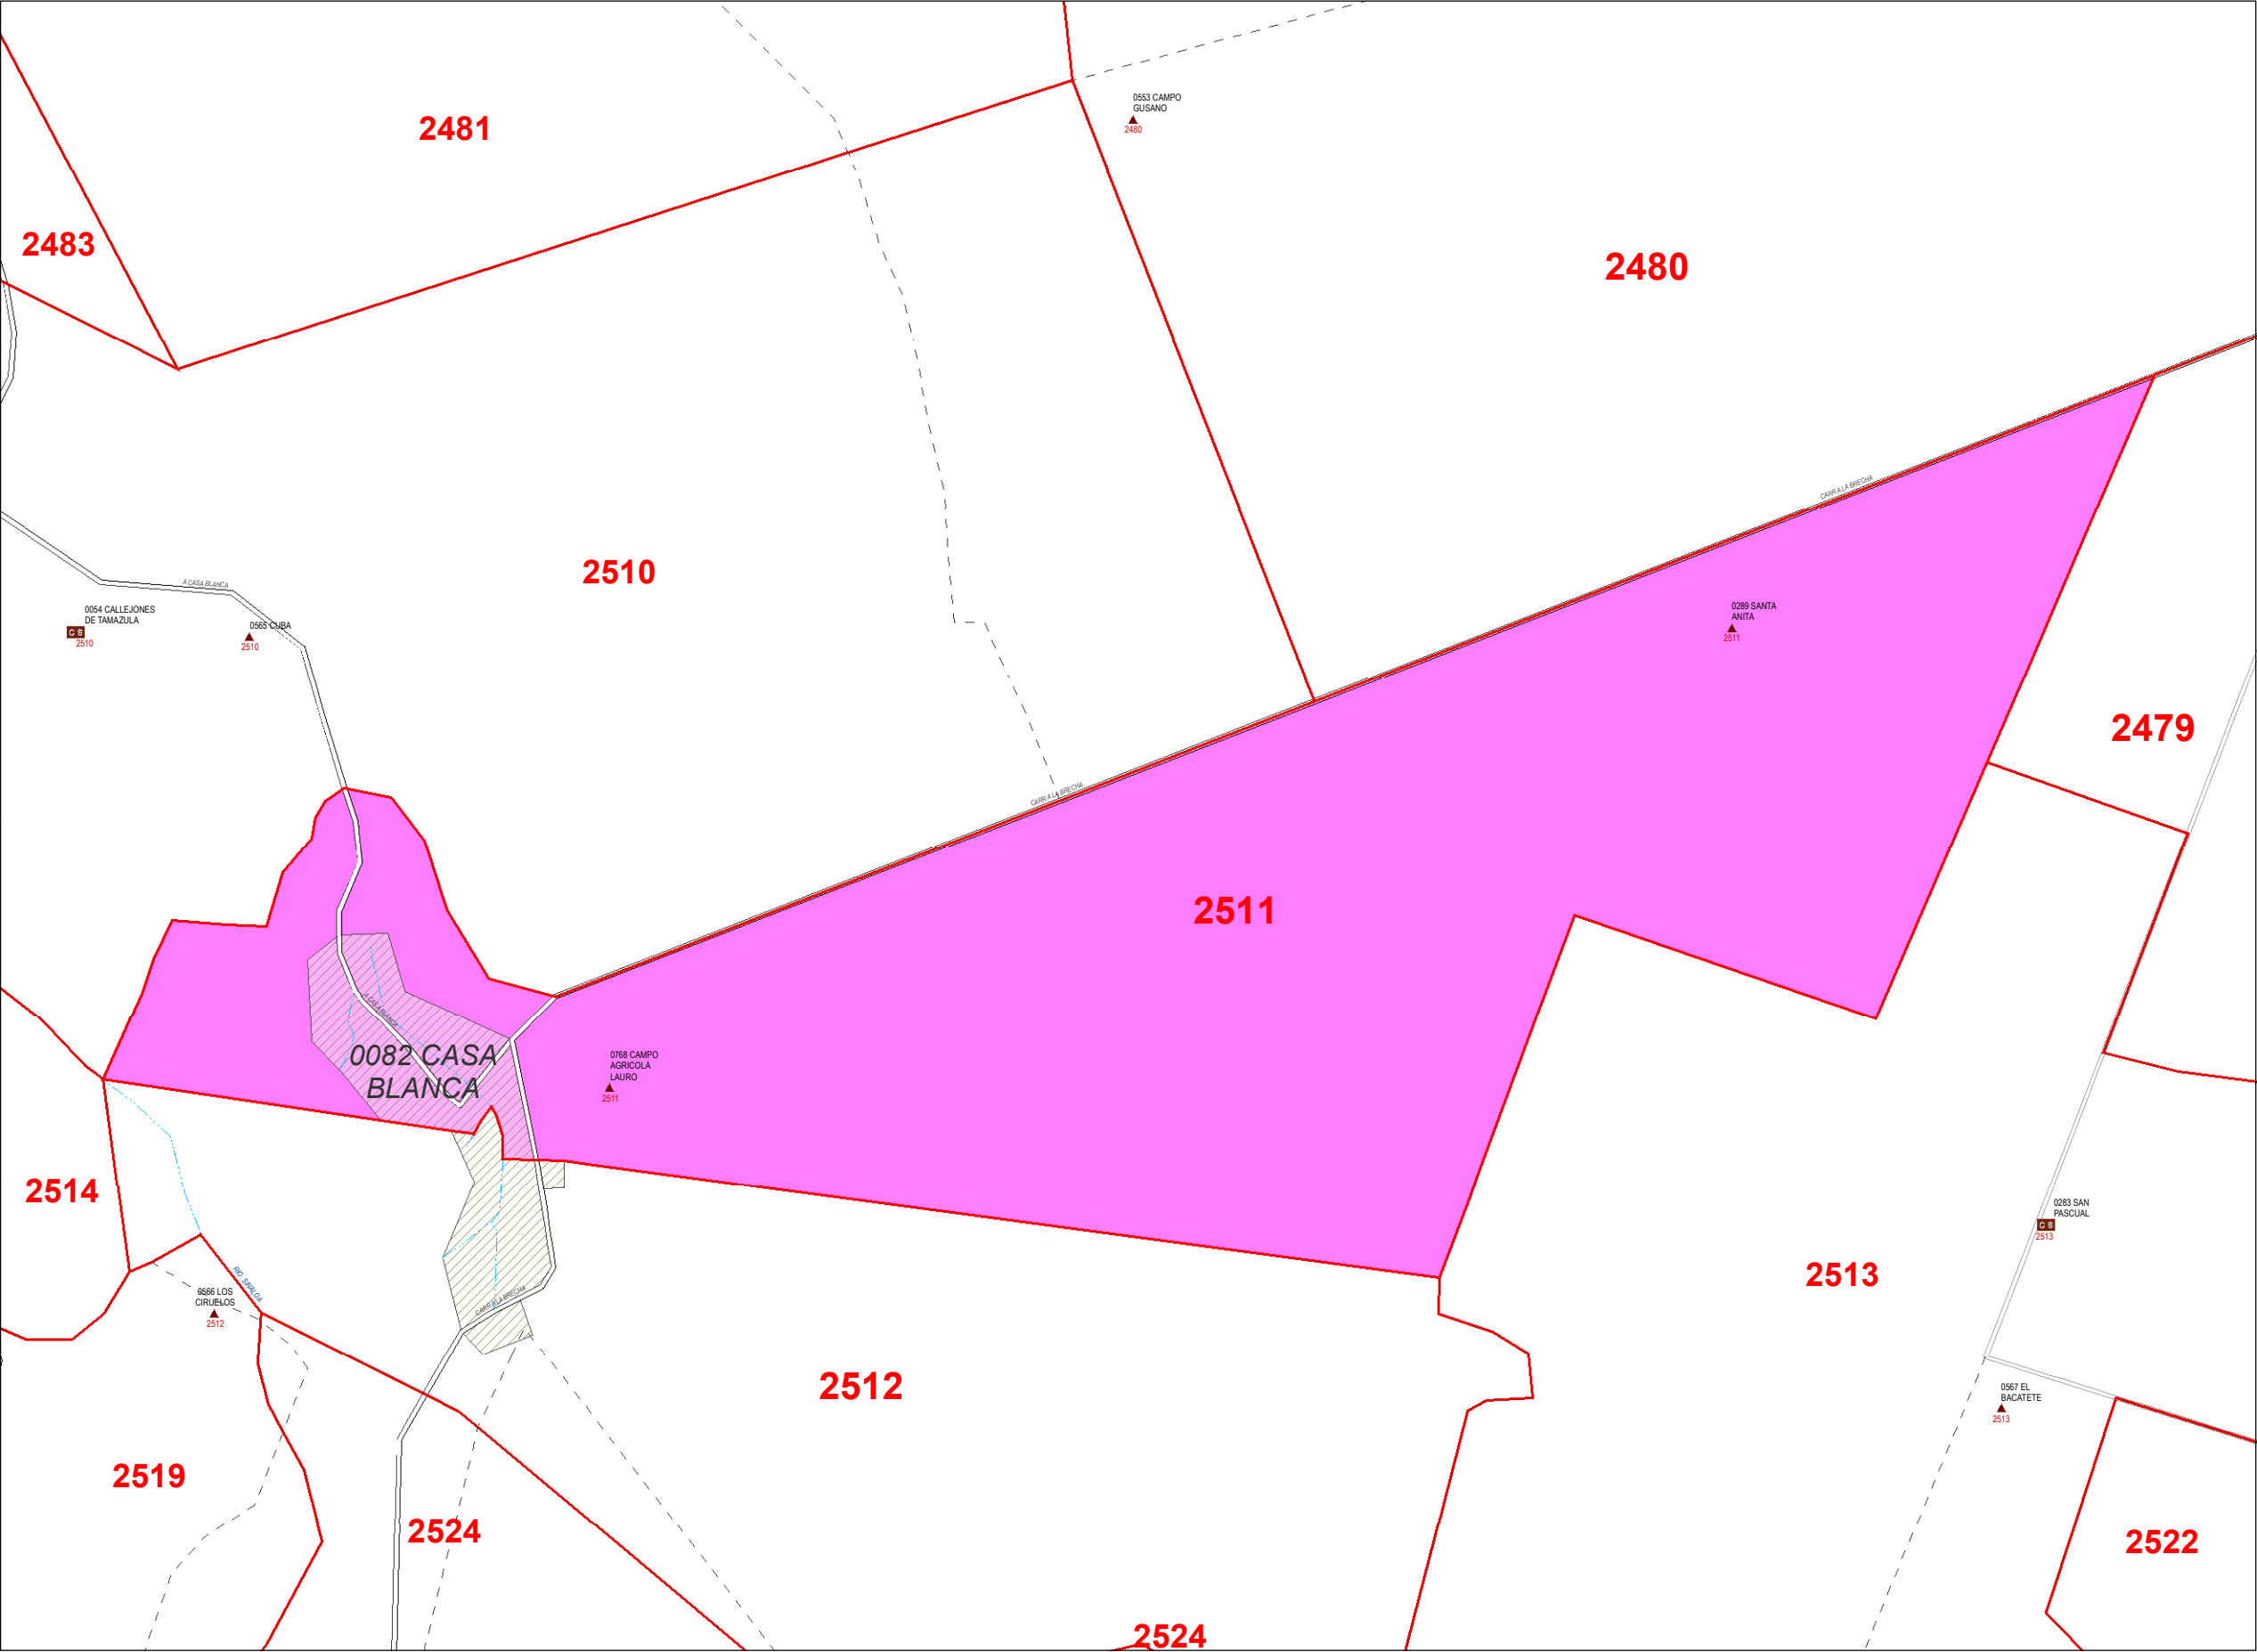 0553 CAMPO
GUSANO
2480
2481
2483
2480
CARR A LA BRECHA
2510
A CASA BLANCA
0054 CALLEJONES
DE TAMAZULA
C S
2510
0565 CUBA
2510
0289 SANTA
ANITA
2511
2479
CARR A LA BRECHA
2511
A CASA BLANCA
0082 CASA
BLANCA
0768 CAMPO
AGRICOLA
LAURO
2511
2514
0283 SAN
PASCUAL
C S
2513
RIO SINALOA
0566 LOS
CIRUELOS
2512
CARR A LA BRECHA
2513
2512
0567 EL
BACATETE
2513
2519
2524
2522
2524